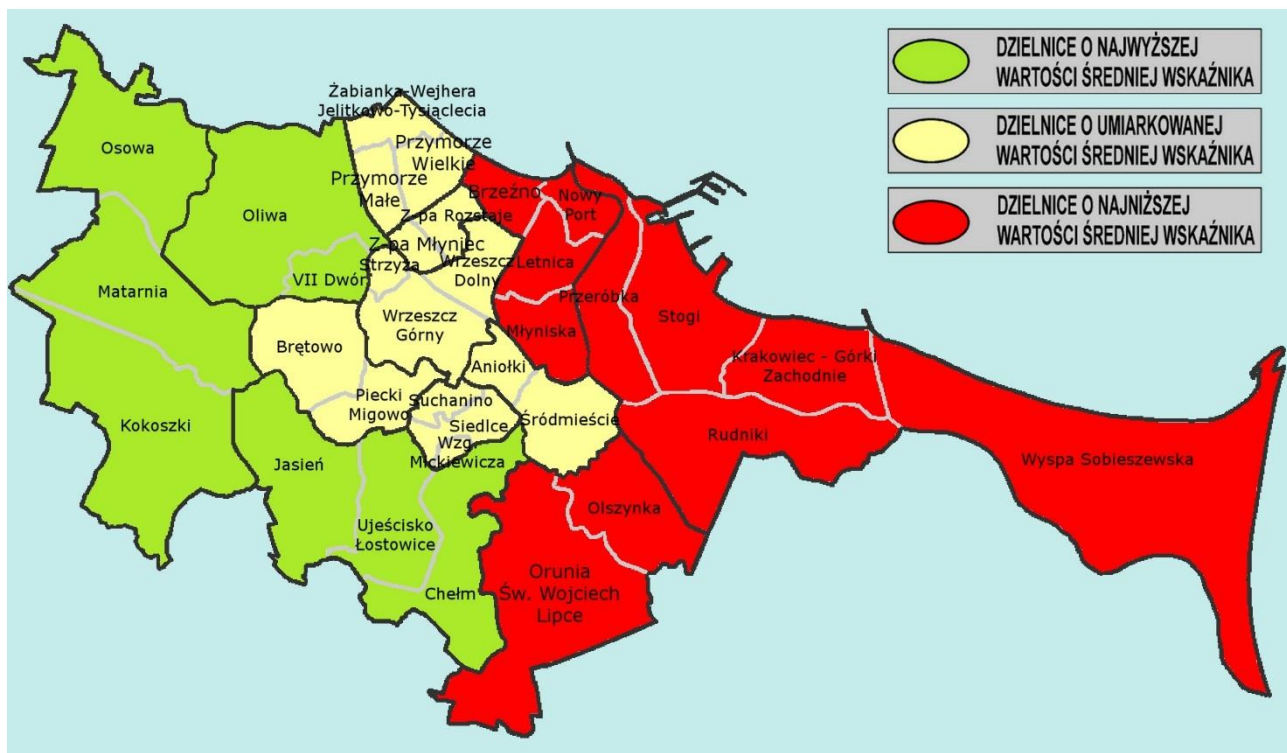 DZIELNICE O NAJWYŻSZEJ
WARTOŚCI ŚREDNIEJ WSKAŹNIKA
DZIELNICE O UMIARKOWANEJ
WARTOŚCI ŚREDNIEJ WSKAŹNIKA
DZIELNICE O NAJNIŻSZEJ
WARTOŚCI ŚREDNIEJ WSKAŹNIKA
Żabianka-Wejhera
Jelitkowo-Tysiąclecia
Osowa
Przymorze
Wielkie
Przymorze
Małe
Brzeźno
Nowy
Port
Oliwa
Z-pa Rozstaje
Z-pa Młyniec
Strzyża
Wrzeszcz
Dolny
Letnica
VII Dwór
Matarnia
Przeróbka
Stogi
Wrzeszcz
Górny
Młyniska
Brętowo
Aniołki
Krakowiec - Górki
Zachodnie
Piecki
Migowo
Suchanino
Siedlce
Wzg.
Mickiewicza
Śródmieście
Kokoszki
Rudniki
Jasień
Wyspa Sobieszewska
Olszynka
Ujeścisko
Łostowice
Orunia
Św. Wojciech
Lipce
Chełm